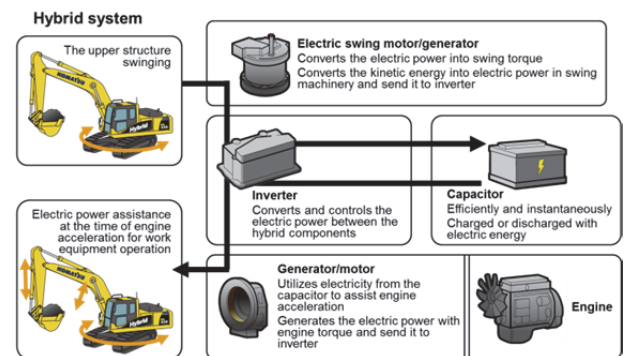 Hybrid system
The upper structure
swinging
KOMATSU
Hybrid
Electric swing motor/generator
Converts the electric power into swing torque
Converts the kinetic energy into electric power in swing
machinery and send it to inverter
Inverter
Converts and controls the
electric power between the
hybrid components
Capacitor
Efficiently and instantaneously
Charged or discharged with
electric energy
Electric power assistance
at the time of engine
acceleration for work
equipment operation
KOMATSU
Hybrid
Generator/motor
Utilizes electricity from the
capacitor to assist engine
acceleration
Generates the electric power with
engine torque and send it to
inverter
Engine